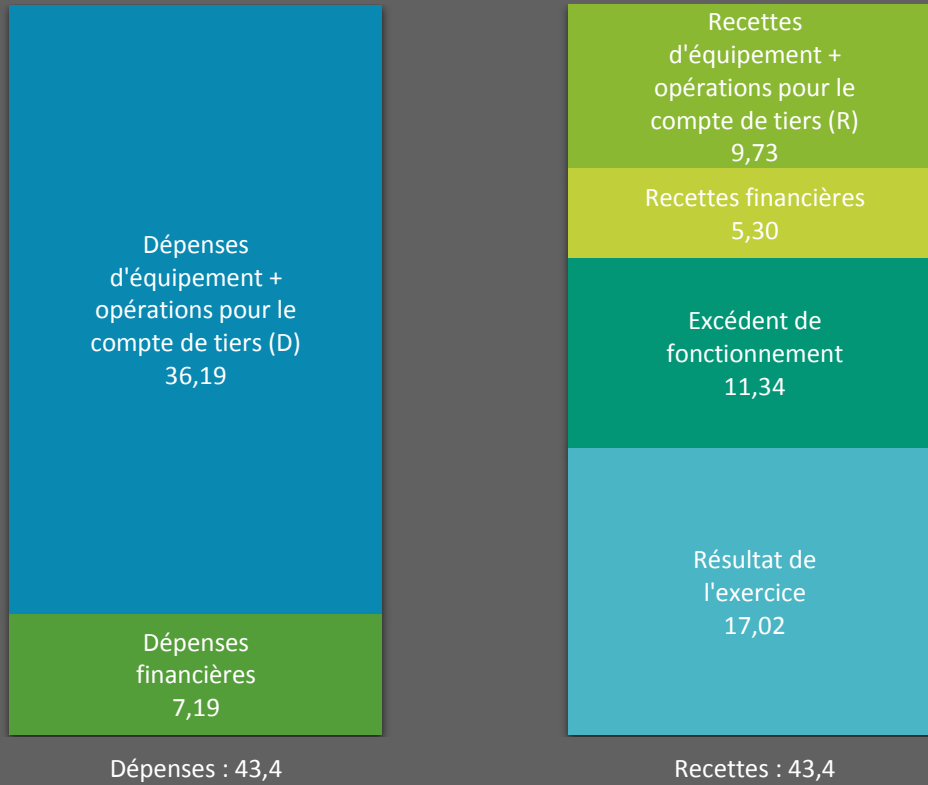 Dépenses
d'équipement +
opérations pour le
compte de tiers (D)
36,19
Dépenses
financières
7,19
Dépenses : 43,4
Recettes
d'équipement +
opérations pour le
compte de tiers (R)
9,73
Recettes financières
5,30
Excédent de
fonctionnement
11,34
Résultat de
l'exercice
17,02
Recettes : 43,4